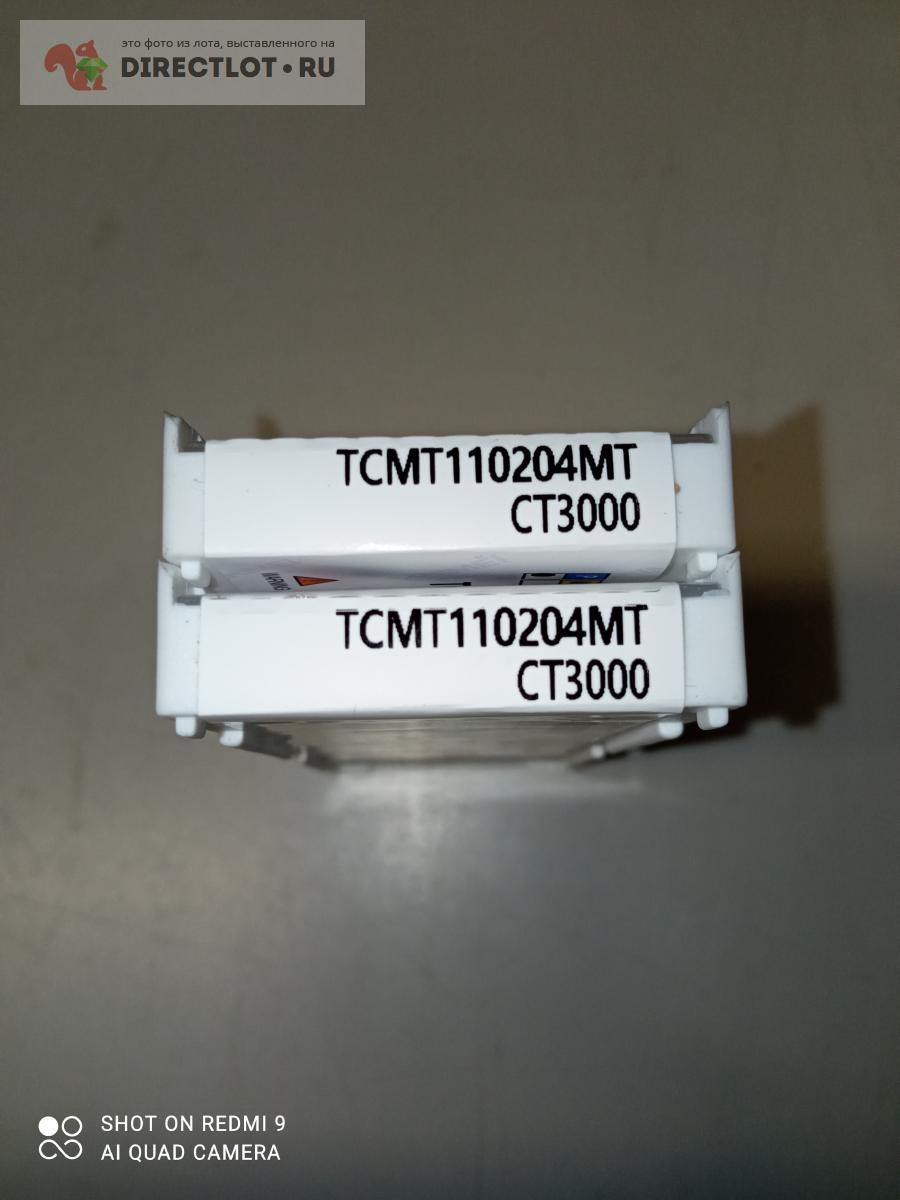 это фото из лота, выставленного на
DIRECTLOT•RU
TCMT110204MT
CT3000
WARNING
TCMT110204MT
CT3000
SHOT ON REDMI 9
AI QUAD CAMERA